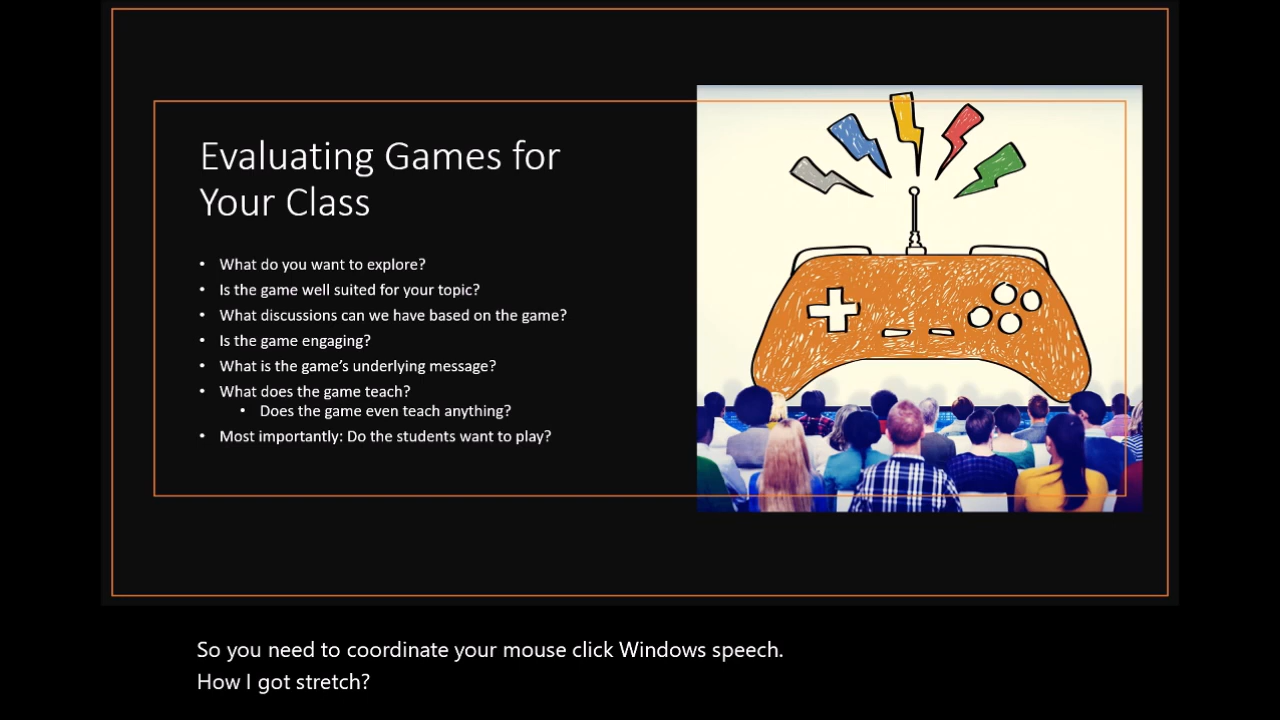 Evaluating Games for
Your Class
• What do you want to explore?
• Is the game well suited for your topic?
• What discussions can we have based on the game?
• Is the game engaging?
• What is the game's underlying message?
• What does the game teach?
• Does the game even teach anything?
• Most importantly: Do the students want to play?
So you need to coordinate your mouse click Windows speech.
How I got stretch?